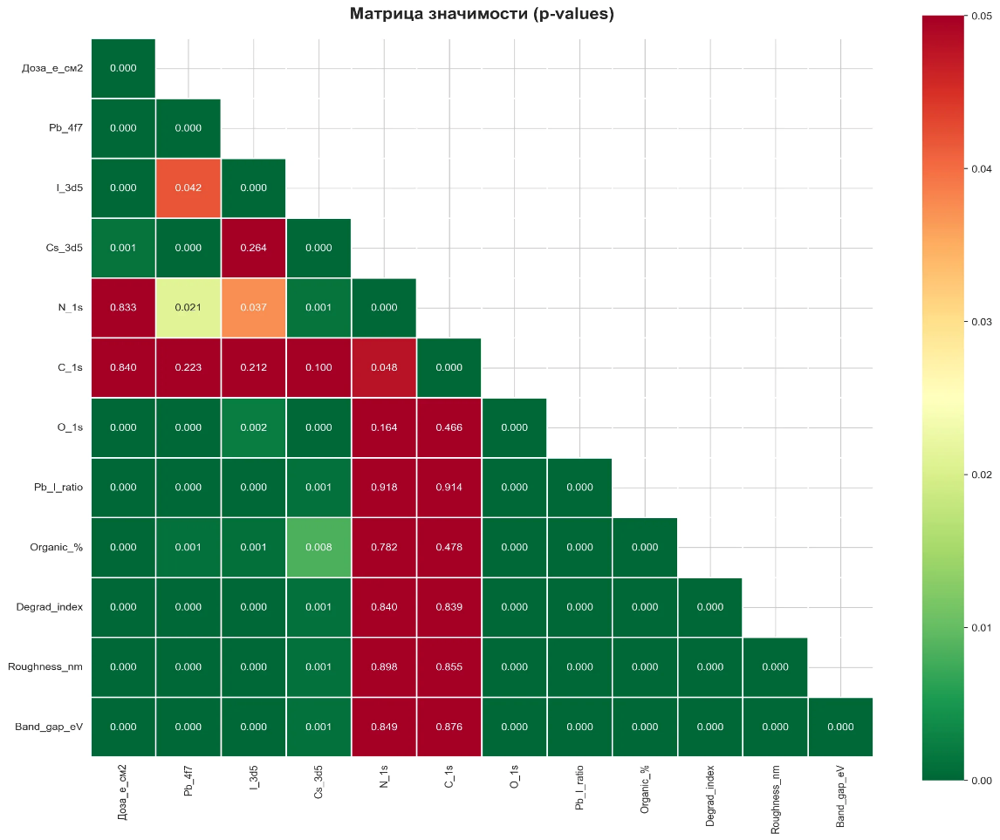 Матрица значимости (p-values)
Доза_e_см2 0.000
Pb_4f7 0.000 0.000
I_3d5 0.000 0.042 0.000
Cs_3d5 0.001 0.000 0.264 0.000
N_1s 0.833 0.021 0.037 0.001 0.000
C_1s 0.840 0.223 0.212 0.100 0.048 0.000
O_1s 0.000 0.000 0.002 0.000 0.164 0.466 0.000
Pb_I_ratio 0.000 0.000 0.000 0.001 0.918 0.914 0.000 0.000
Organic_% 0.000 0.001 0.001 0.008 0.782 0.478 0.000 0.000 0.000
Degrad_index 0.000 0.000 0.000 0.001 0.840 0.839 0.000 0.000 0.000 0.000
Roughness_nm 0.000 0.000 0.000 0.001 0.898 0.855 0.000 0.000 0.000 0.000 0.000
Band_gap_eV 0.000 0.000 0.000 0.001 0.849 0.876 0.000 0.000 0.000 0.000 0.000 0.000
Доза_e_см2 Pb_4f7 I_3d5 Cs_3d5 N_1s C_1s O_1s Pb_I_ratio Organic_% Degrad_index Roughness_nm Band_gap_eV
0.05
0.04
0.03
0.02
0.01
0.00